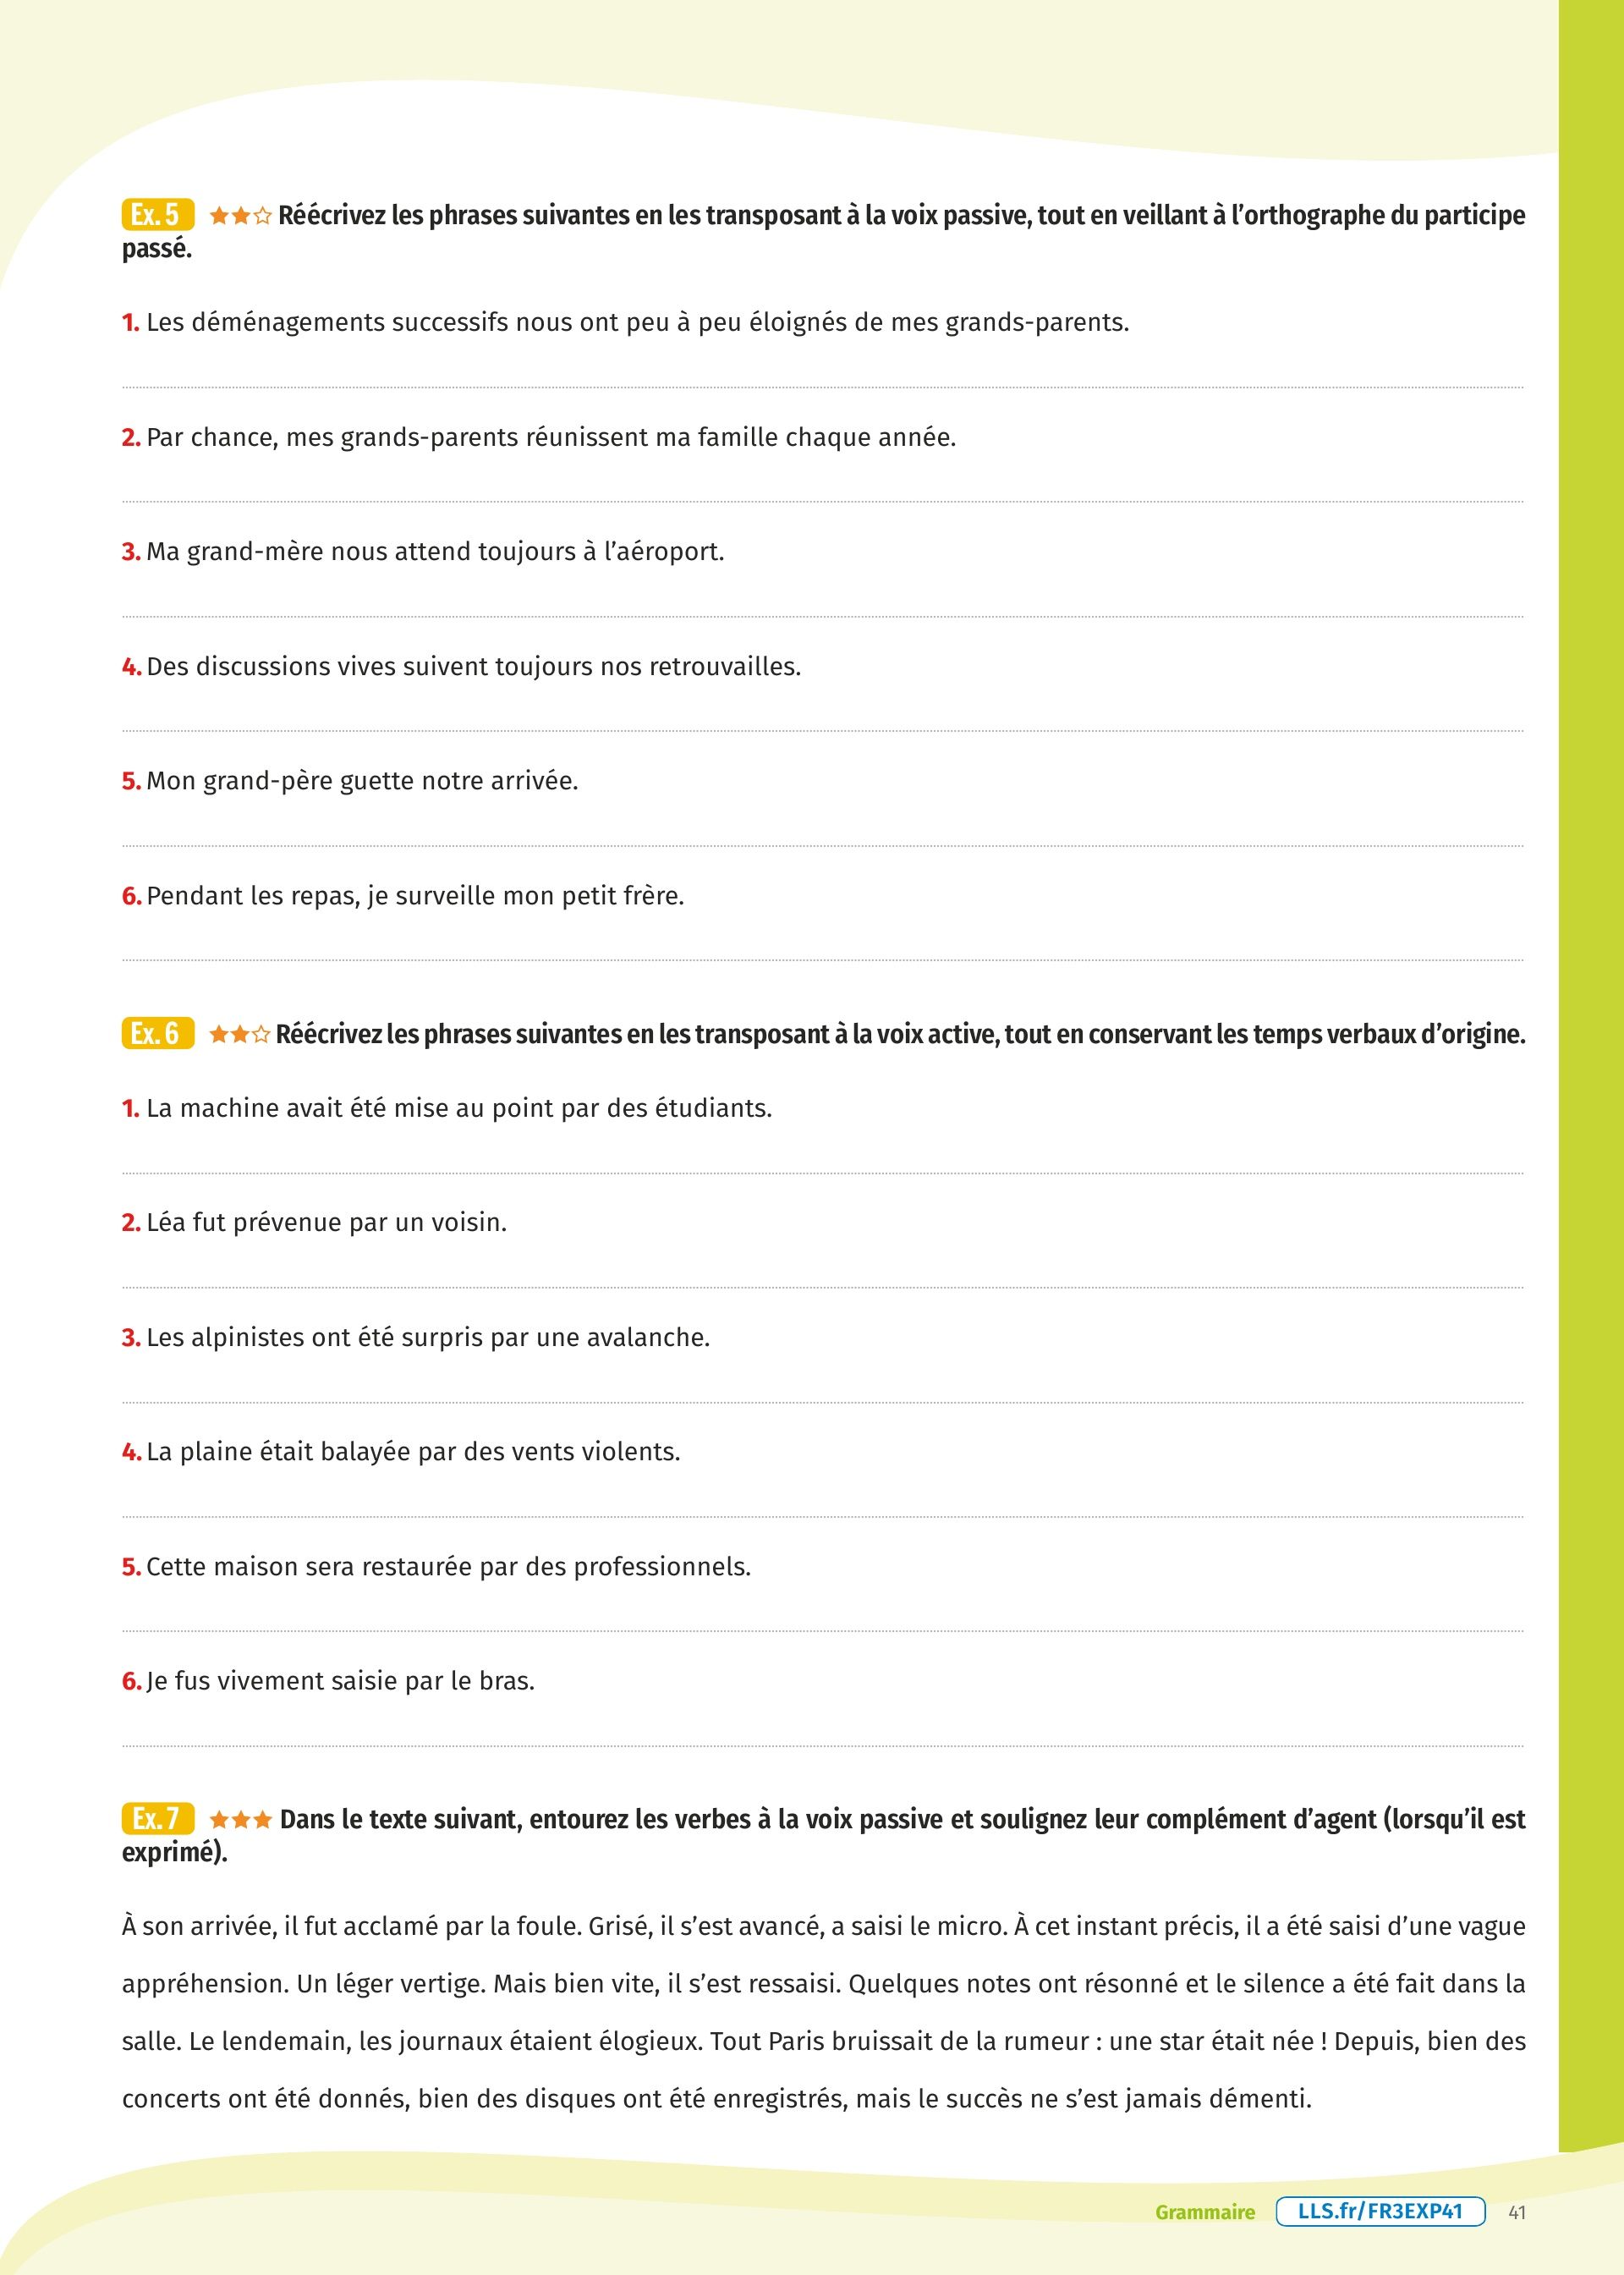 Ex. 5 ★★☆ Réécrivez les phrases suivantes en les transposant à la voix passive, tout en veillant à l’orthographe du participe
passé.
1. Les déménagements successifs nous ont peu à peu éloignés de mes grands-parents.
2. Par chance, mes grands-parents réunissent ma famille chaque année.
3. Ma grand-mère nous attend toujours à l’aéroport.
4. Des discussions vives suivent toujours nos retrouvailles.
5. Mon grand-père guette notre arrivée.
6. Pendant les repas, je surveille mon petit frère.
Ex. 6 ★★☆ Réécrivez les phrases suivantes en les transposant à la voix active, tout en conservant les temps verbaux d’origine.
1. La machine avait été mise au point par des étudiants.
2. Léa fut prévenue par un voisin.
3. Les alpinistes ont été surpris par une avalanche.
4. La plaine était balayée par des vents violents.
5. Cette maison sera restaurée par des professionnels.
6. Je fus vivement saisie par le bras.
Ex. 7 ★★★ Dans le texte suivant, entourez les verbes à la voix passive et soulignez leur complément d’agent (lorsqu’il est
exprimé).
À son arrivée, il fut acclamé par la foule. Grisé, il s’est avancé, a saisi le micro. À cet instant précis, il a été saisi d’une vague
appréhension. Un léger vertige. Mais bien vite, il s’est ressaisi. Quelques notes ont résonné et le silence a été fait dans la
salle. Le lendemain, les journaux étaient élogieux. Tout Paris bruissait de la rumeur : une star était née ! Depuis, bien des
concerts ont été donnés, bien des disques ont été enregistrés, mais le succès ne s’est jamais démenti.
Grammaire LLS.fr/FR3EXP41 41